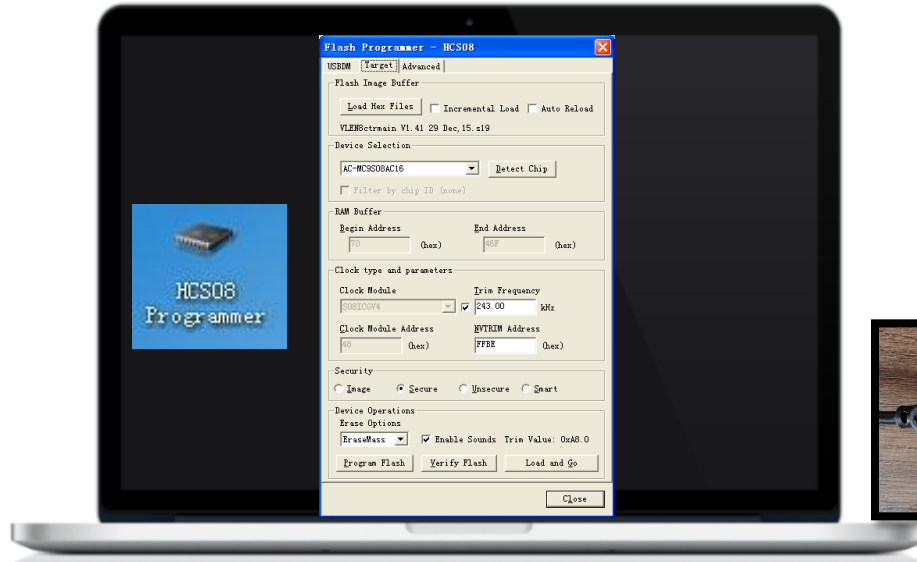 Flash Programmer - HCS08
USBDM Target Advanced
Flash Image Buffer
Load Hex Files Incremental Load Auto Reload
VLEN8ctrmain V1.41 29 Dec,15.s19
Device Selection
AC-MC9S08AC16 Detect Chip
Filter by chip ID (none)
RAM Buffer
Begin Address End Address
70 (hex) 46F (hex)
Clock type and parameters
Clock Module Trim Frequency
S08ICGV4 243.00 kHz
Clock Module Address NVTRIM Address
48 (hex) FFBE (hex)
Security
Image Secure Unsecure Smart
Device Operations
Erase Options
EraseMass Enable Sounds Trim Value: 0xA8.0
Program Flash Verify Flash Load and Go
Close
HCS08
Programmer